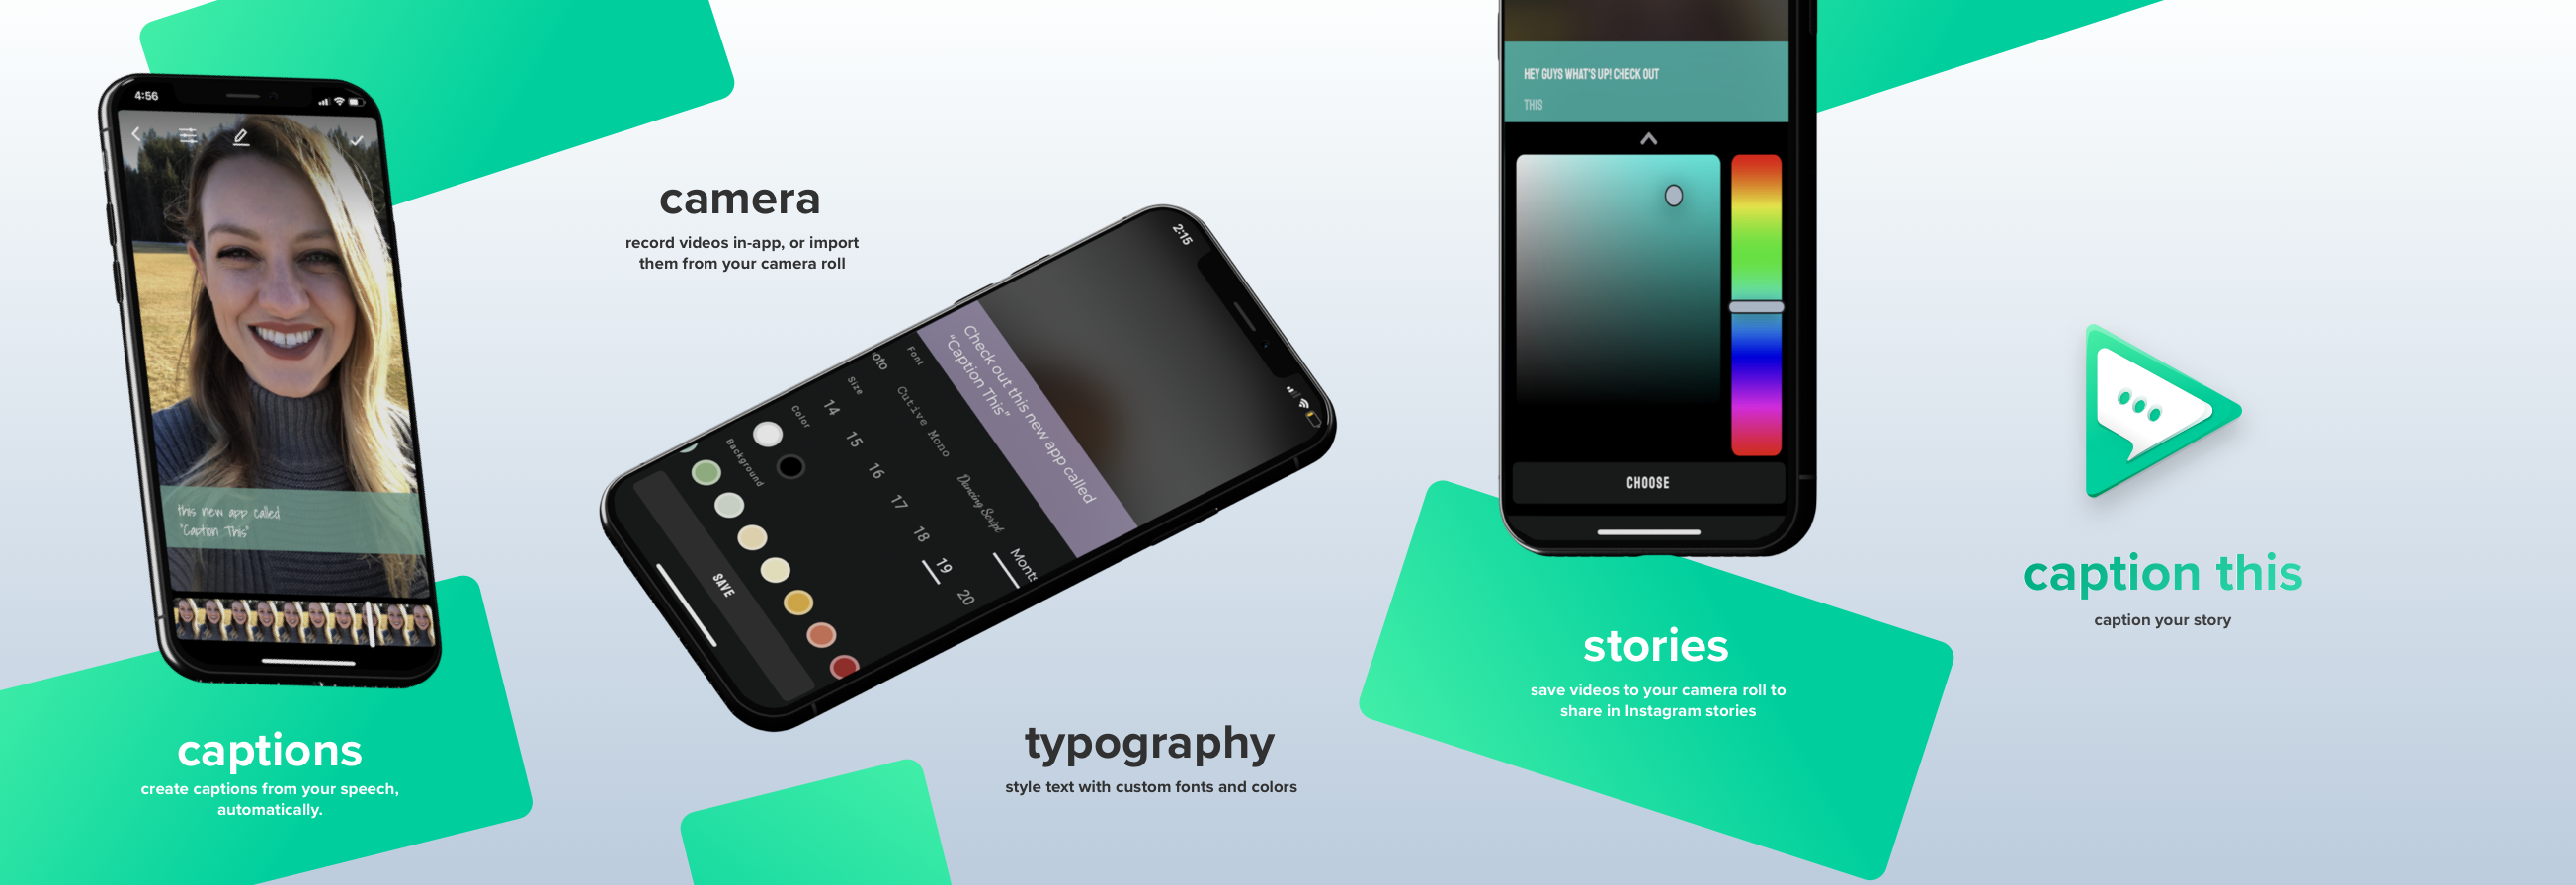 4:56
this new app called
"Caption This"
captions
create captions from your speech,
automatically.
camera
record videos in-app, or import
them from your camera roll
2:15
Check out this new app called
"Caption This"
Font
oto
Cutive Mono
Dancing Script
Monts
Size
14
15
16
17
18
19
20
Color
Background
SAVE
typography
style text with custom fonts and colors
HEY GUYS WHAT'S UP! CHECK OUT
THIS
CHOOSE
stories
save videos to your camera roll to
share in Instagram stories
caption this
caption your story